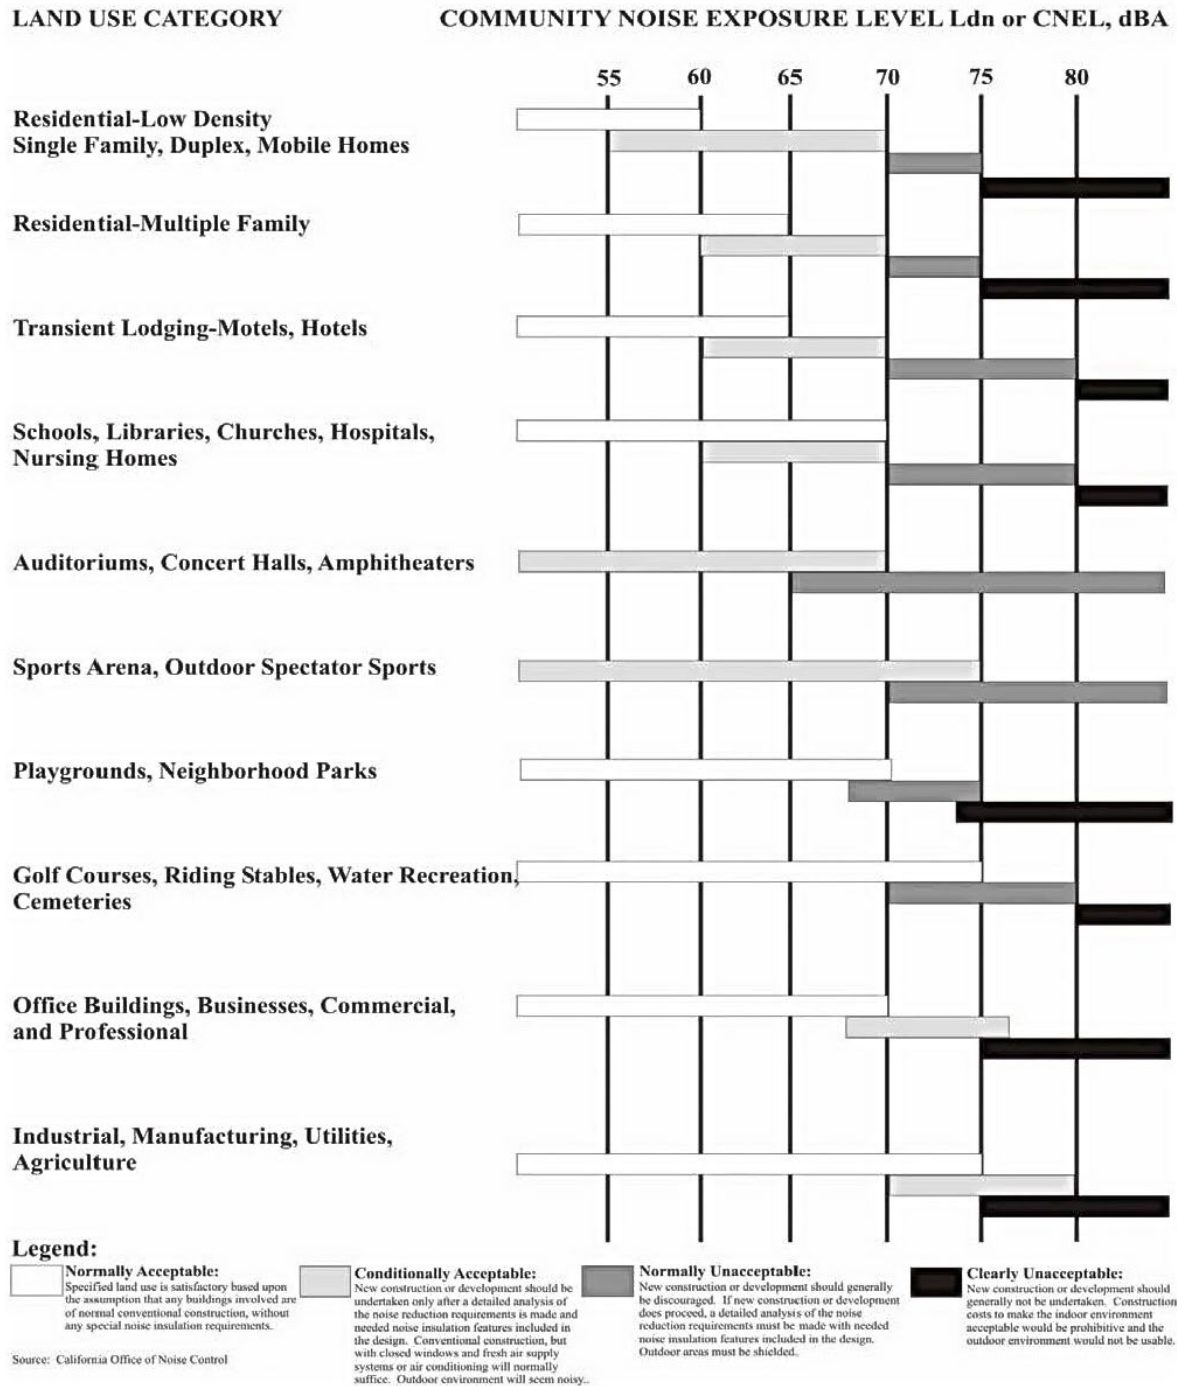 LAND USE CATEGORY
COMMUNITY NOISE EXPOSURE LEVEL Ldn or CNEL, dBA
55 60 65 70 75 80
Residential-Low Density
Single Family, Duplex, Mobile Homes
Residential-Multiple Family
Transient Lodging-Motels, Hotels
Schools, Libraries, Churches, Hospitals,
Nursing Homes
Auditoriums, Concert Halls, Amphitheaters
Sports Arena, Outdoor Spectator Sports
Playgrounds, Neighborhood Parks
Golf Courses, Riding Stables, Water Recreation,
Cemeteries
Office Buildings, Businesses, Commercial,
and Professional
Industrial, Manufacturing, Utilities,
Agriculture
Legend:
Normally Acceptable:
Specified land use is satisfactory based upon
the assumption that any buildings involved are
of normal conventional construction, without
any special noise insulation requirements.
Conditionally Acceptable:
New construction or development should be
undertaken only after a detailed analysis of
the noise reduction requirements is made and
needed noise insulation features included in
the design. Conventional construction, but
with closed windows and fresh air supply
systems or air conditioning will normally
suffice. Outdoor environment will seem noisy..
Normally Unacceptable:
New construction or development should generally
be discouraged. If new construction or development
does proceed, a detailed analysis of the noise
reduction requirements must be made with needed
noise insulation features included in the design.
Outdoor areas must be shielded.
Clearly Unacceptable:
New construction or development should
generally not be undertaken. Construction
costs to make the indoor environment
acceptable would be prohibitive and the
outdoor environment would not be usable.
Source: California Office of Noise Control